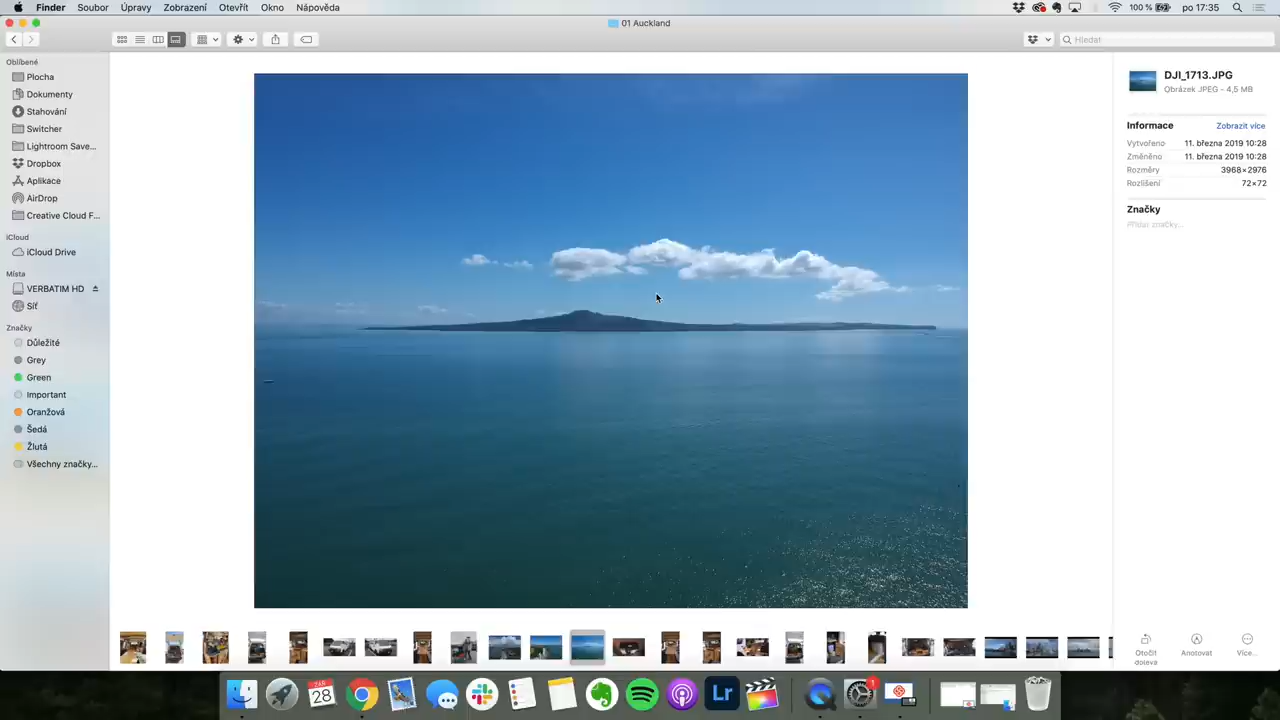 Finder Soubor Úpravy Zobrazení Otevřít Okno Nápověda 100 % po 17:35
01 Auckland
Hledat
Oblíbené
Plocha
Dokumenty
Stahování
Switcher
Lightroom Save...
Dropbox
Aplikace
AirDrop
Creative Cloud F...
iCloud
iCloud Drive
Místa
VERBATIM HD
Síť
Značky
Důležité
Grey
Green
Important
Oranžová
Šedá
Žlutá
Všechny značky...
DJI_1713.JPG
Obrázek JPEG - 4,5 MB
Informace Zobrazit více
Vytvořeno 11. března 2019 10:28
Změněno 11. března 2019 10:28
Rozměry 3968×2976
Rozlišení 72×72
Značky
Přidat značky...
Otočit doleva
Anotovat
Více...
28
Lr
1